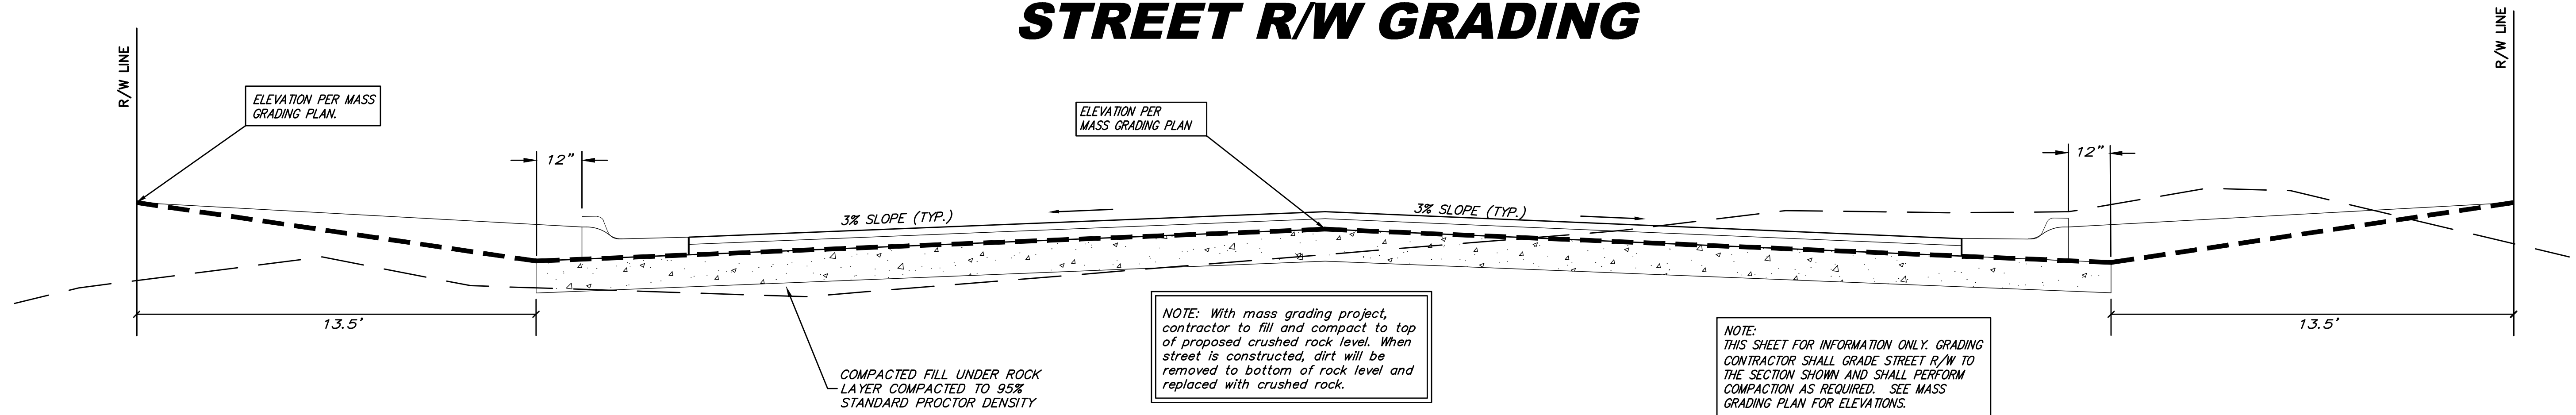 STREET R/W GRADING
R/W LINE
R/W LINE
ELEVATION PER MASS
GRADING PLAN.
ELEVATION PER
MASS GRADING PLAN
12"
12"
3% SLOPE (TYP.)
3% SLOPE (TYP.)
13.5'
13.5'
COMPACTED FILL UNDER ROCK
LAYER COMPACTED TO 95%
STANDARD PROCTOR DENSITY
NOTE: With mass grading project,
contractor to fill and compact to top
of proposed crushed rock level. When
street is constructed, dirt will be
removed to bottom of rock level and
replaced with crushed rock.
NOTE:
THIS SHEET FOR INFORMATION ONLY. GRADING
CONTRACTOR SHALL GRADE STREET R/W TO
THE SECTION SHOWN AND SHALL PERFORM
COMPACTION AS REQUIRED. SEE MASS
GRADING PLAN FOR ELEVATIONS.